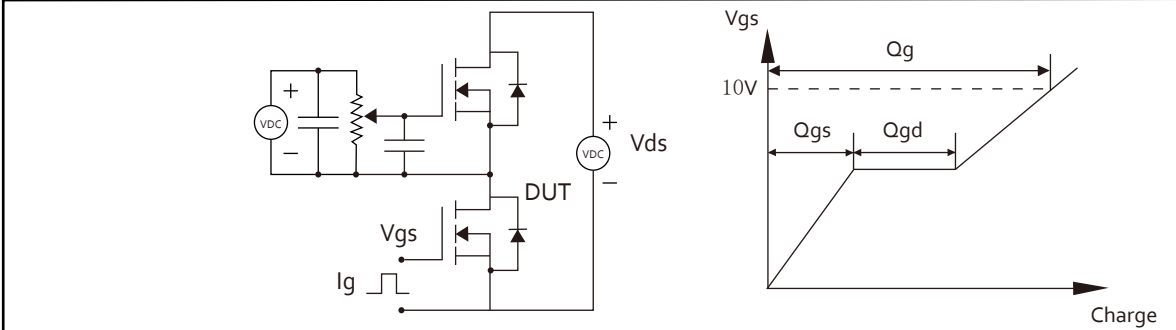 VDC
+
−
Vgs
Ig
DUT
VDC
+
−
Vds
Vgs
10V
Qg
Qgs
Qgd
Charge